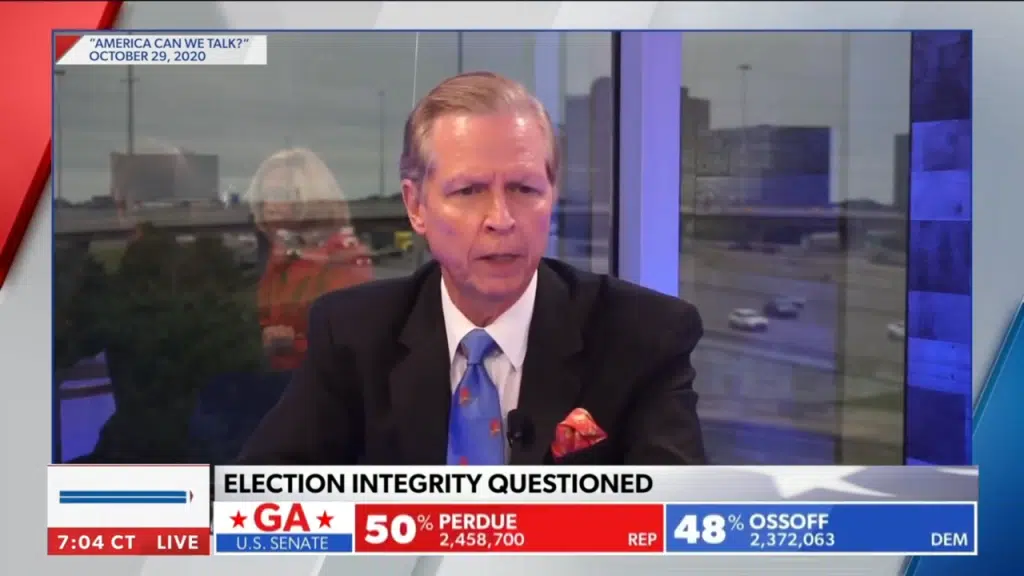 "AMERICA CAN WE TALK?"
OCTOBER 29, 2020
ELECTION INTEGRITY QUESTIONED
★GA★ 50% PERDUE 48% OSSOFF
U.S. SENATE 2,458,700 REP 2,372,063 DEM
7:04 CT LIVE